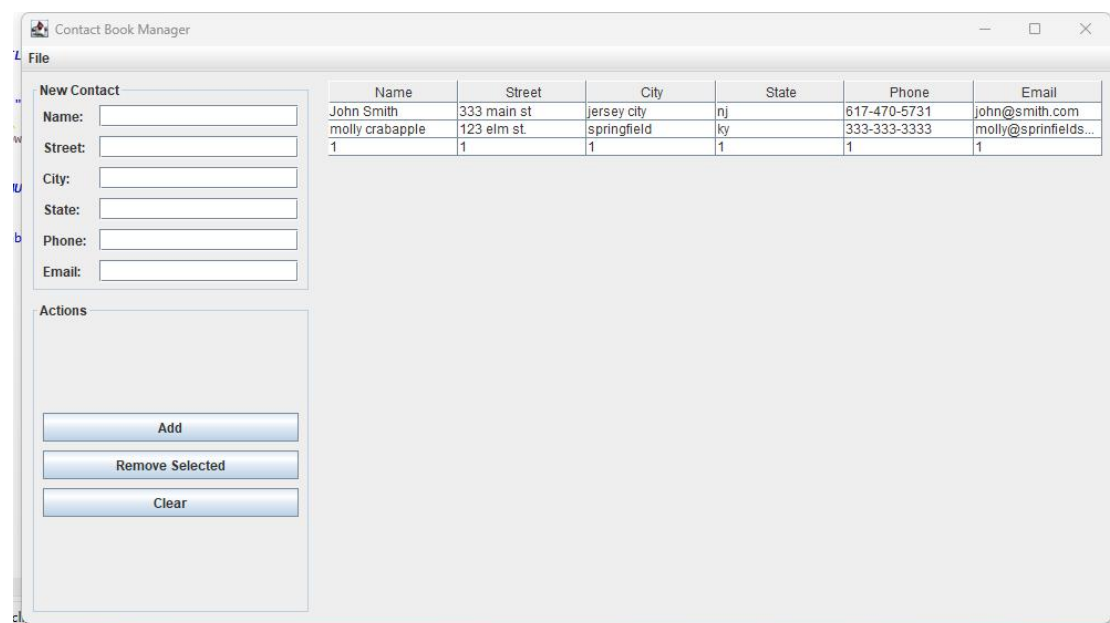 Contact Book Manager
File
New Contact
Name:
Street:
City:
State:
Phone:
Email:
Actions
Add
Remove Selected
Clear
Name Street City State Phone Email
John Smith 333 main st jersey city nj 617-470-5731 john@smith.com
molly crabapple 123 elm st. springfield ky 333-333-3333 molly@sprinfields...
1 1 1 1 1 1